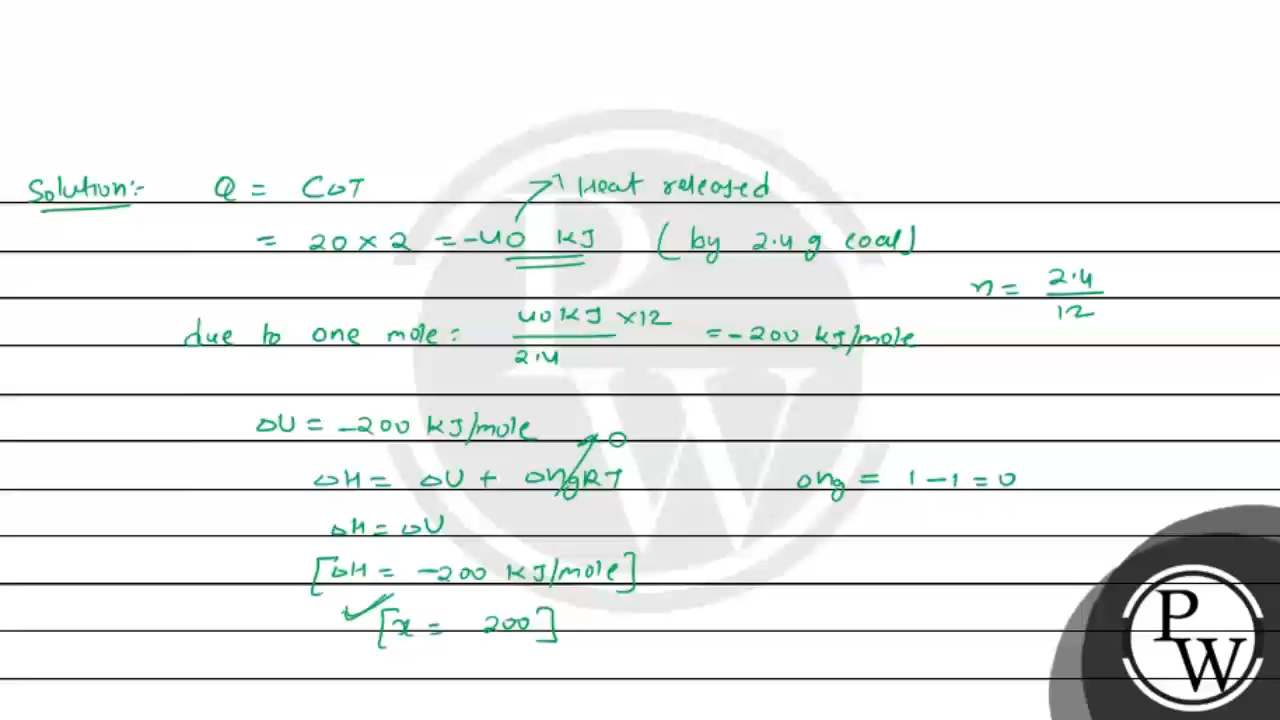 Solution:- Q = CΔT → Heat released
= 20 × 2 = -40 KJ (by 2.4 g coal)
n = 2.4/12
due to one mole: 40 KJ × 12 / 2.4 = -200 KJ/mole
ΔU = -200 KJ/mole
ΔH = ΔU + ΔngRT → 0 Δng = 1 - 1 = 0
ΔH = ΔU
[ΔH = -200 KJ/mole]
✓ [x = 200]
PW
PW